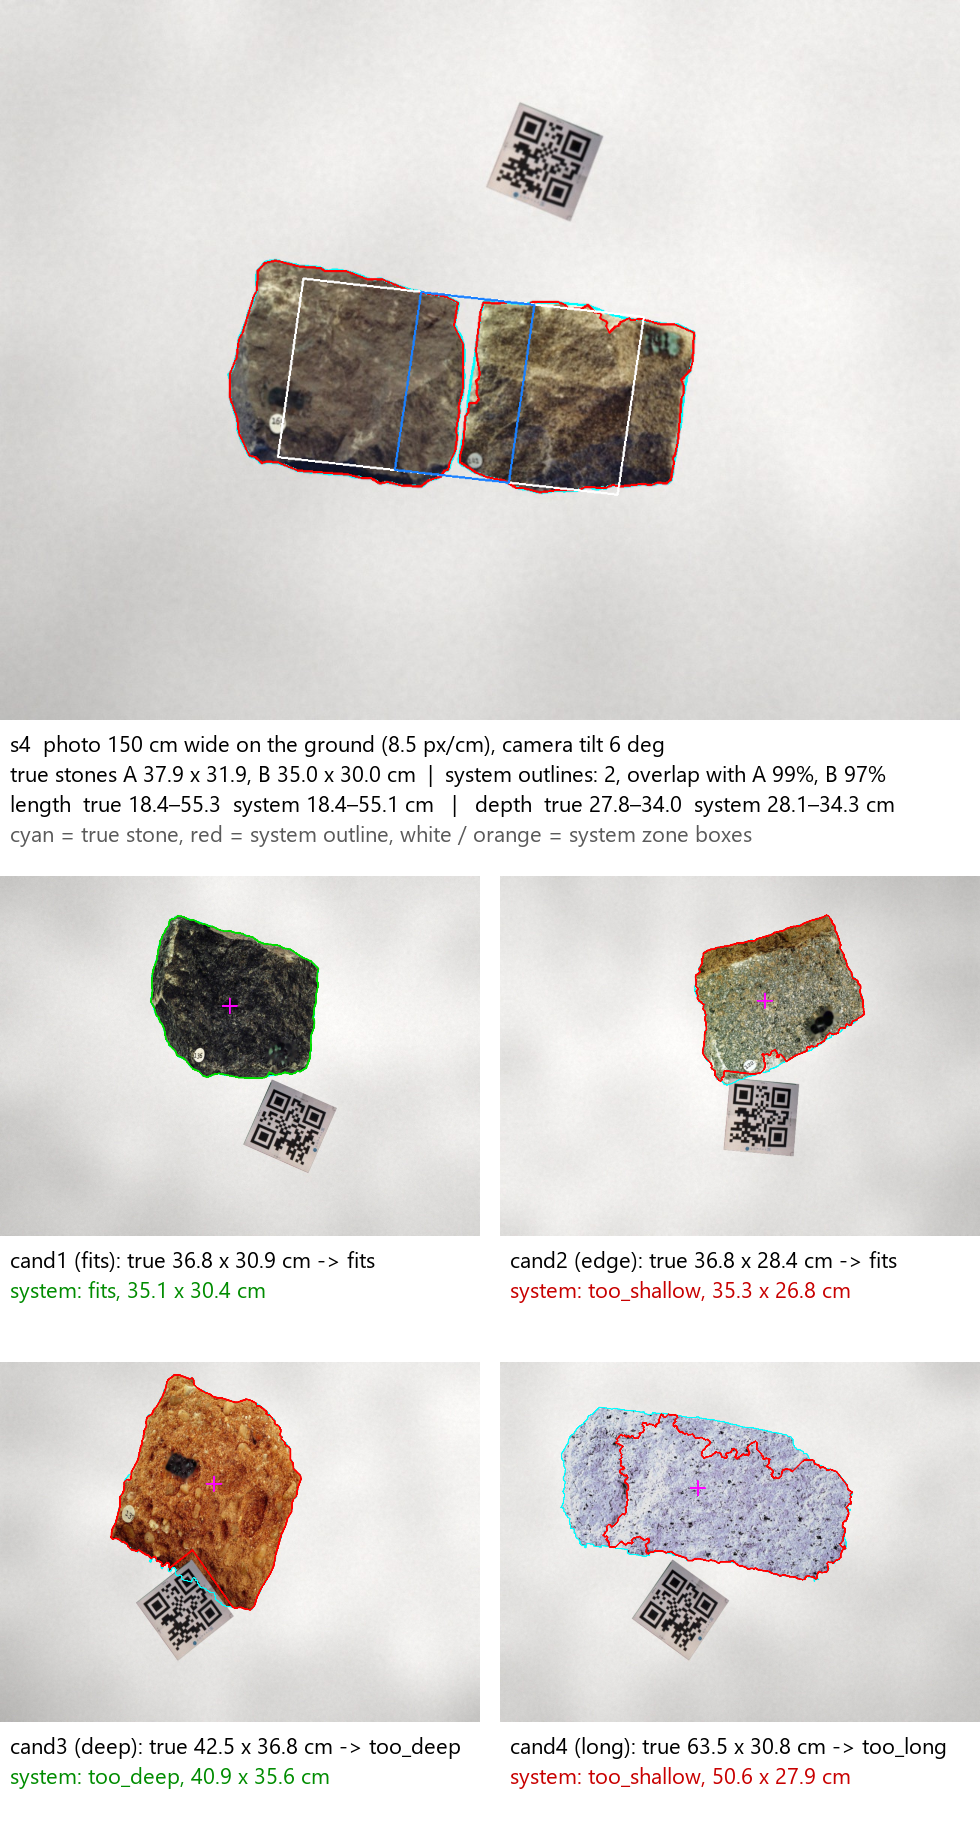 s4 photo 150 cm wide on the ground (8.5 px/cm), camera tilt 6 deg
true stones A 37.9 x 31.9, B 35.0 x 30.0 cm | system outlines: 2, overlap with A 99%, B 97%
length true 18.4–55.3 system 18.4–55.1 cm | depth true 27.8–34.0 system 28.1–34.3 cm
cyan = true stone, red = system outline, white / orange = system zone boxes
cand1 (fits): true 36.8 x 30.9 cm -> fits
system: fits, 35.1 x 30.4 cm
cand2 (edge): true 36.8 x 28.4 cm -> fits
system: too_shallow, 35.3 x 26.8 cm
cand3 (deep): true 42.5 x 36.8 cm -> too_deep
system: too_deep, 40.9 x 35.6 cm
cand4 (long): true 63.5 x 30.8 cm -> too_long
system: too_shallow, 50.6 x 27.9 cm